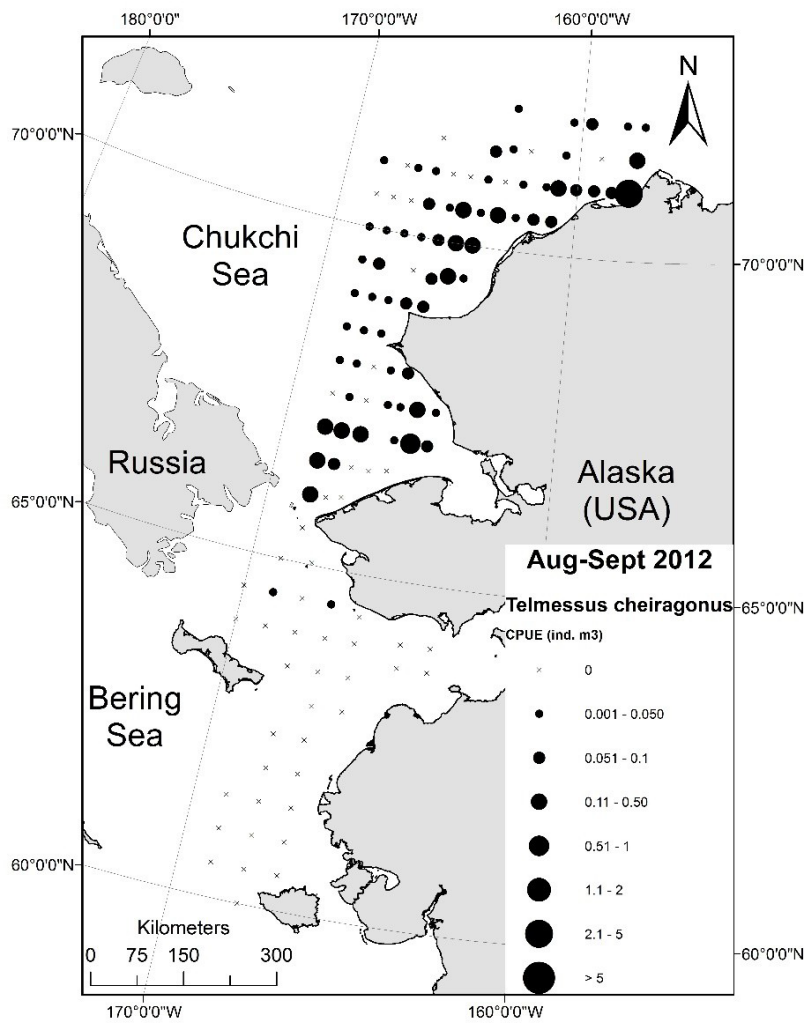 180°0'0"
170°0'0"W
160°0'0"W
N
70°0'0"N
Chukchi
Sea
70°0'0"N
Russia
Alaska
(USA)
65°0'0"N
Aug-Sept 2012
Telmessus cheiragonus
65°0'0"N
CPUE (ind. m3)
0
Bering
Sea
0.001 - 0.050
0.051 - 0.1
0.11 - 0.50
0.51 - 1
60°0'0"N
1.1 - 2
Kilometers
2.1 - 5
0 75 150 300
60°0'0"N
> 5
170°0'0"W
160°0'0"W